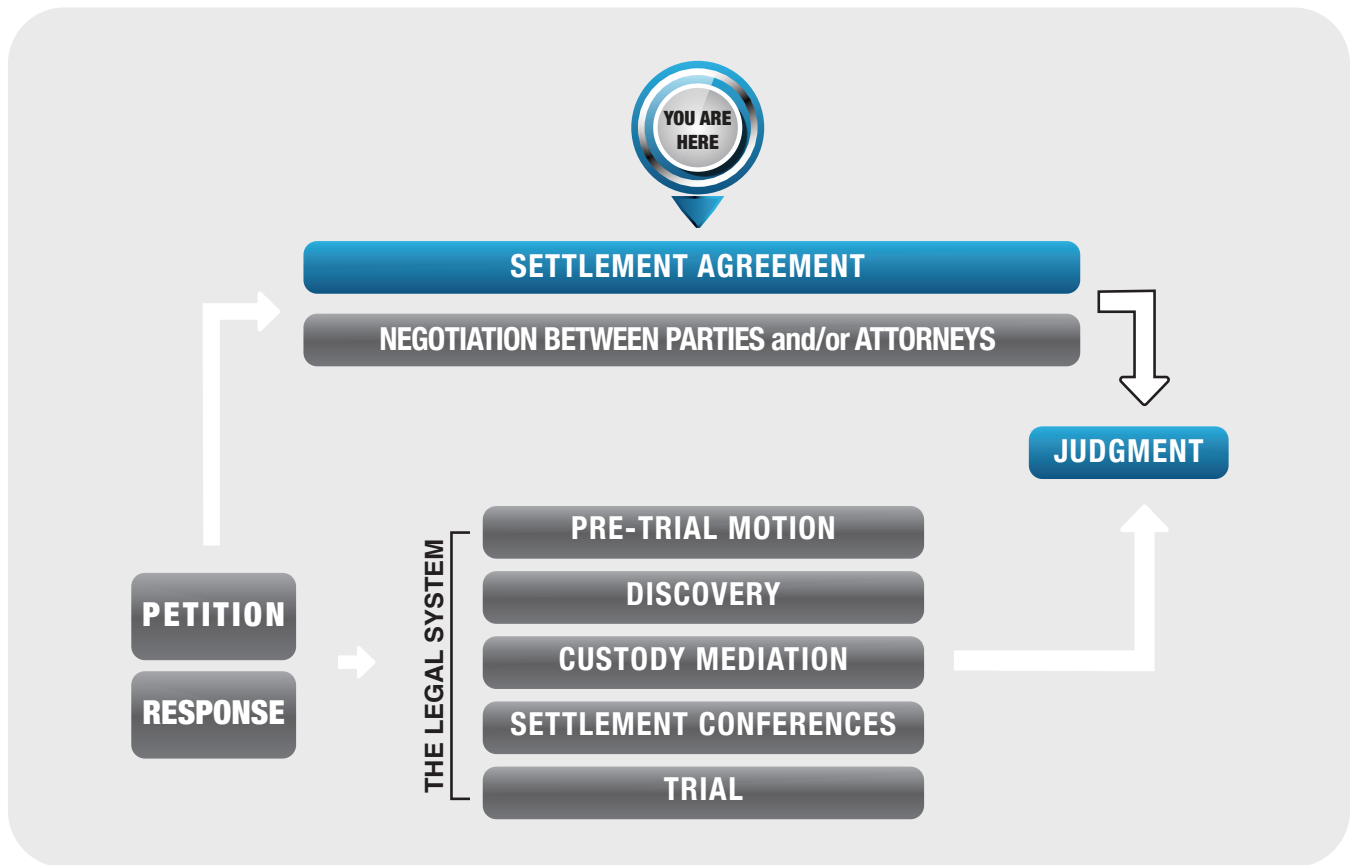 YOU ARE
HERE
SETTLEMENT AGREEMENT
NEGOTIATION BETWEEN PARTIES and/or ATTORNEYS
JUDGMENT
PETITION
RESPONSE
THE LEGAL SYSTEM
PRE-TRIAL MOTION
DISCOVERY
CUSTODY MEDIATION
SETTLEMENT CONFERENCES
TRIAL